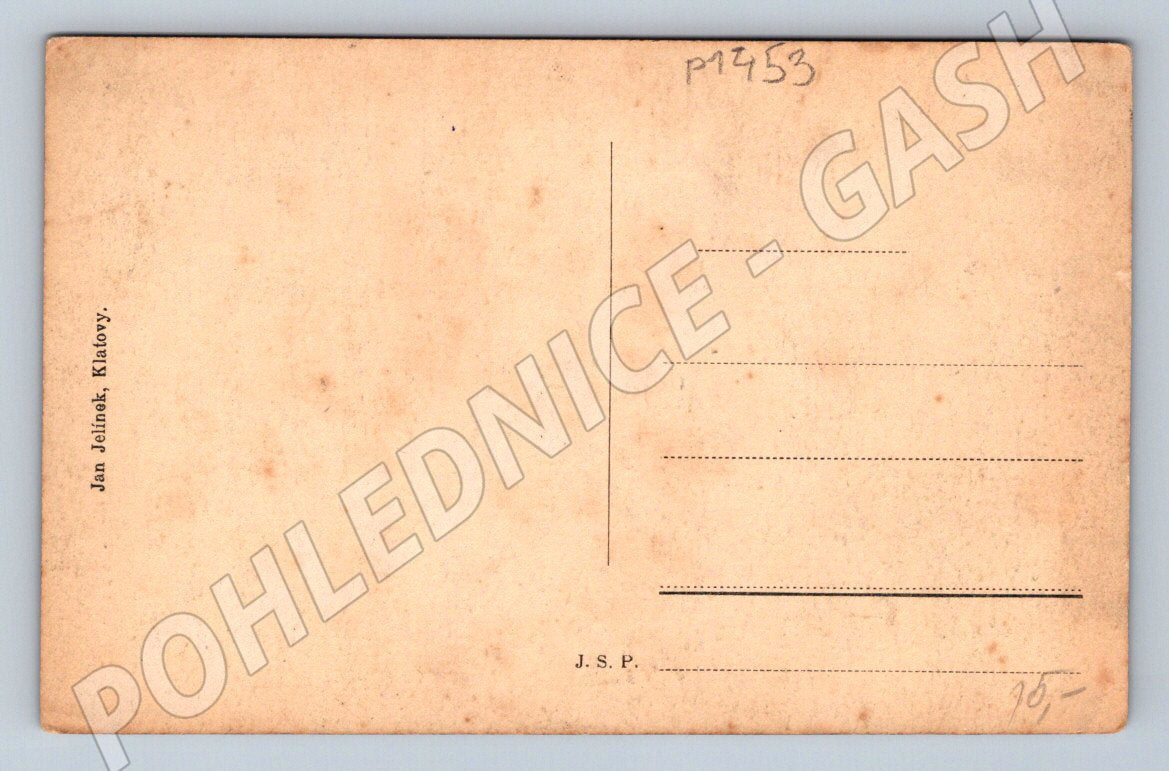 p1453
Jan Jelínek, Klatovy.
J. S. P.
15,-
POHLEDNICE - GASH